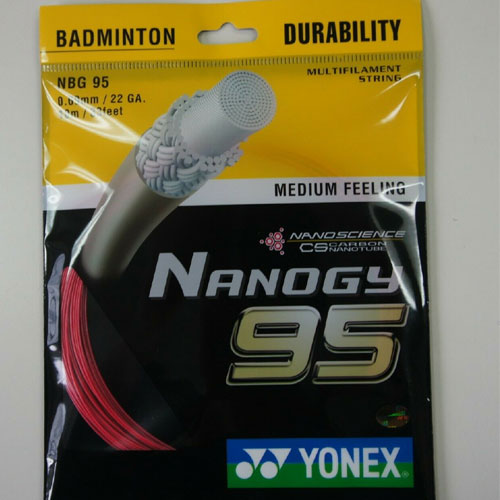 BADMINTON
DURABILITY
NBG 95
MULTIFILAMENT
STRING
/ 22 GA.
MEDIUM FEELING
NANOSCIENCE
CS CARBON
NANOTUBE
NANOGY
95
YONEX